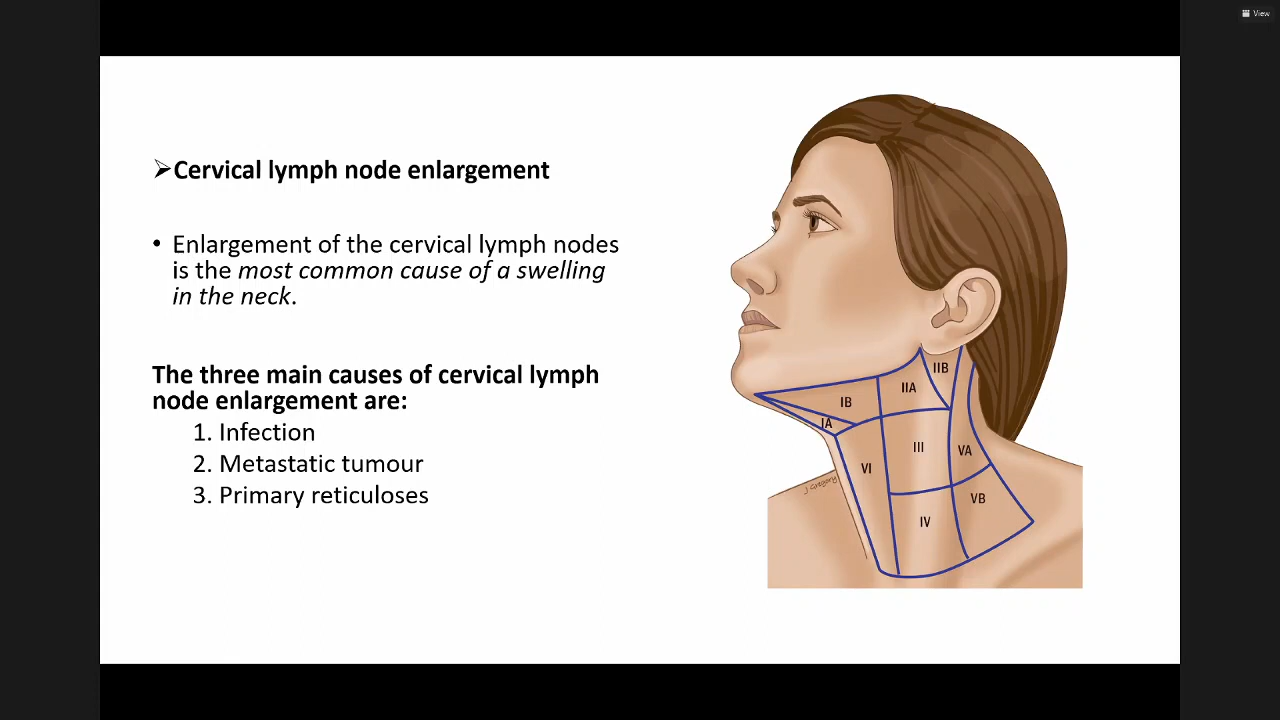 View
➢Cervical lymph node enlargement
• Enlargement of the cervical lymph nodes
is the most common cause of a swelling
in the neck.
The three main causes of cervical lymph
node enlargement are:
1. Infection
2. Metastatic tumour
3. Primary reticuloses
IIB
IIA
IB
IA
III
VA
VI
VB
IV
J Gregory